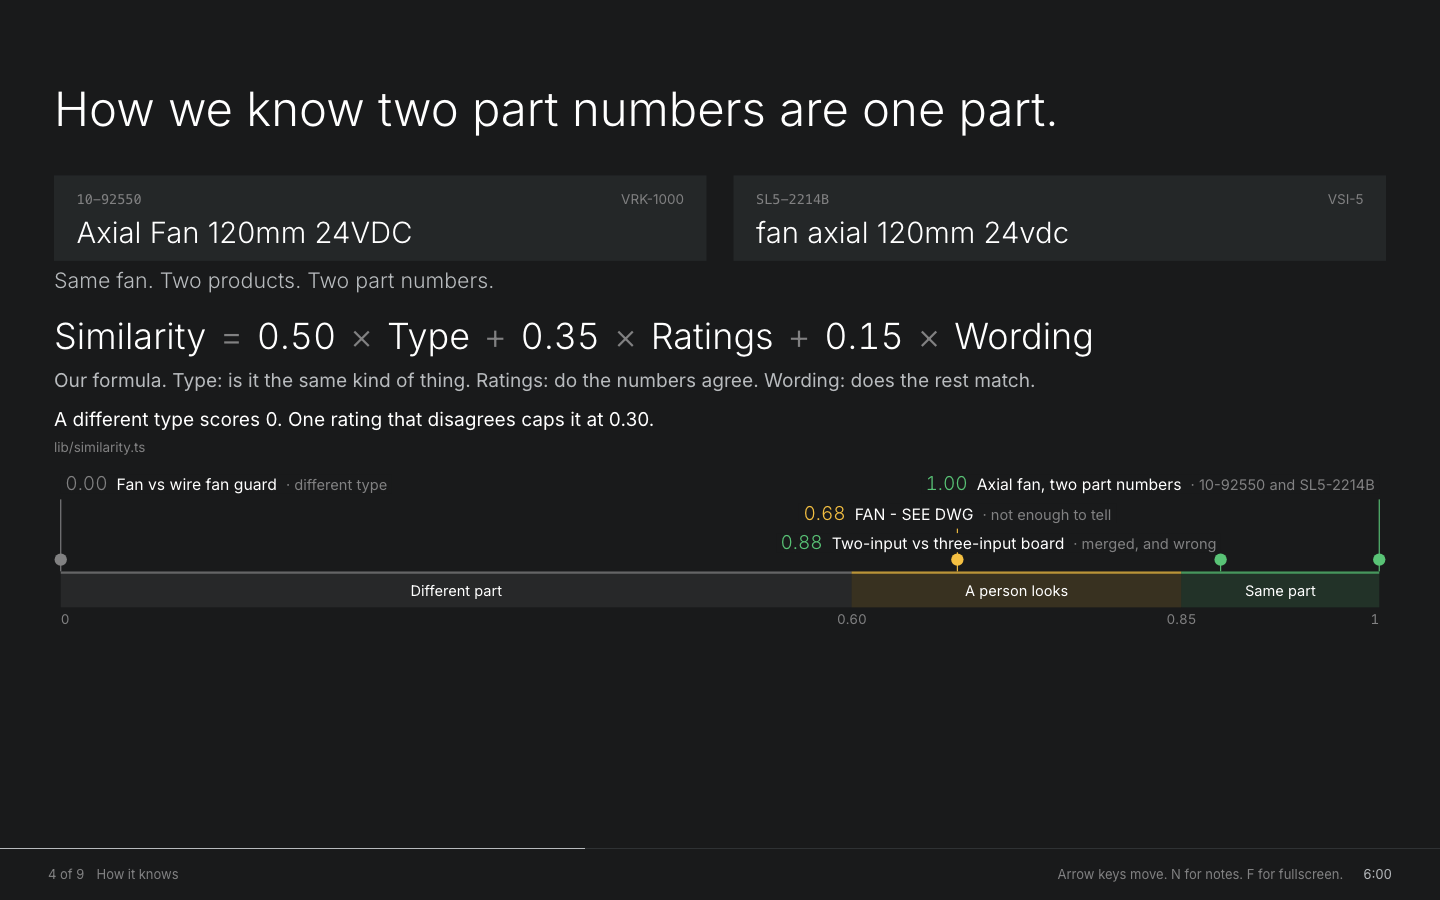 How we know two part numbers are one part.
10–92550 VRK-1000
Axial Fan 120mm 24VDC
SL5–2214B VSI-5
fan axial 120mm 24vdc
Same fan. Two products. Two part numbers.
Similarity = 0.50 × Type + 0.35 × Ratings + 0.15 × Wording
Our formula. Type: is it the same kind of thing. Ratings: do the numbers agree. Wording: does the rest match.
A different type scores 0. One rating that disagrees caps it at 0.30.
lib/similarity.ts
0.00 Fan vs wire fan guard · different type
1.00 Axial fan, two part numbers · 10-92550 and SL5-2214B
0.68 FAN - SEE DWG · not enough to tell
0.88 Two-input vs three-input board · merged, and wrong
Different part A person looks Same part
0 0.60 0.85 1
4 of 9 How it knows
Arrow keys move. N for notes. F for fullscreen. 6:00